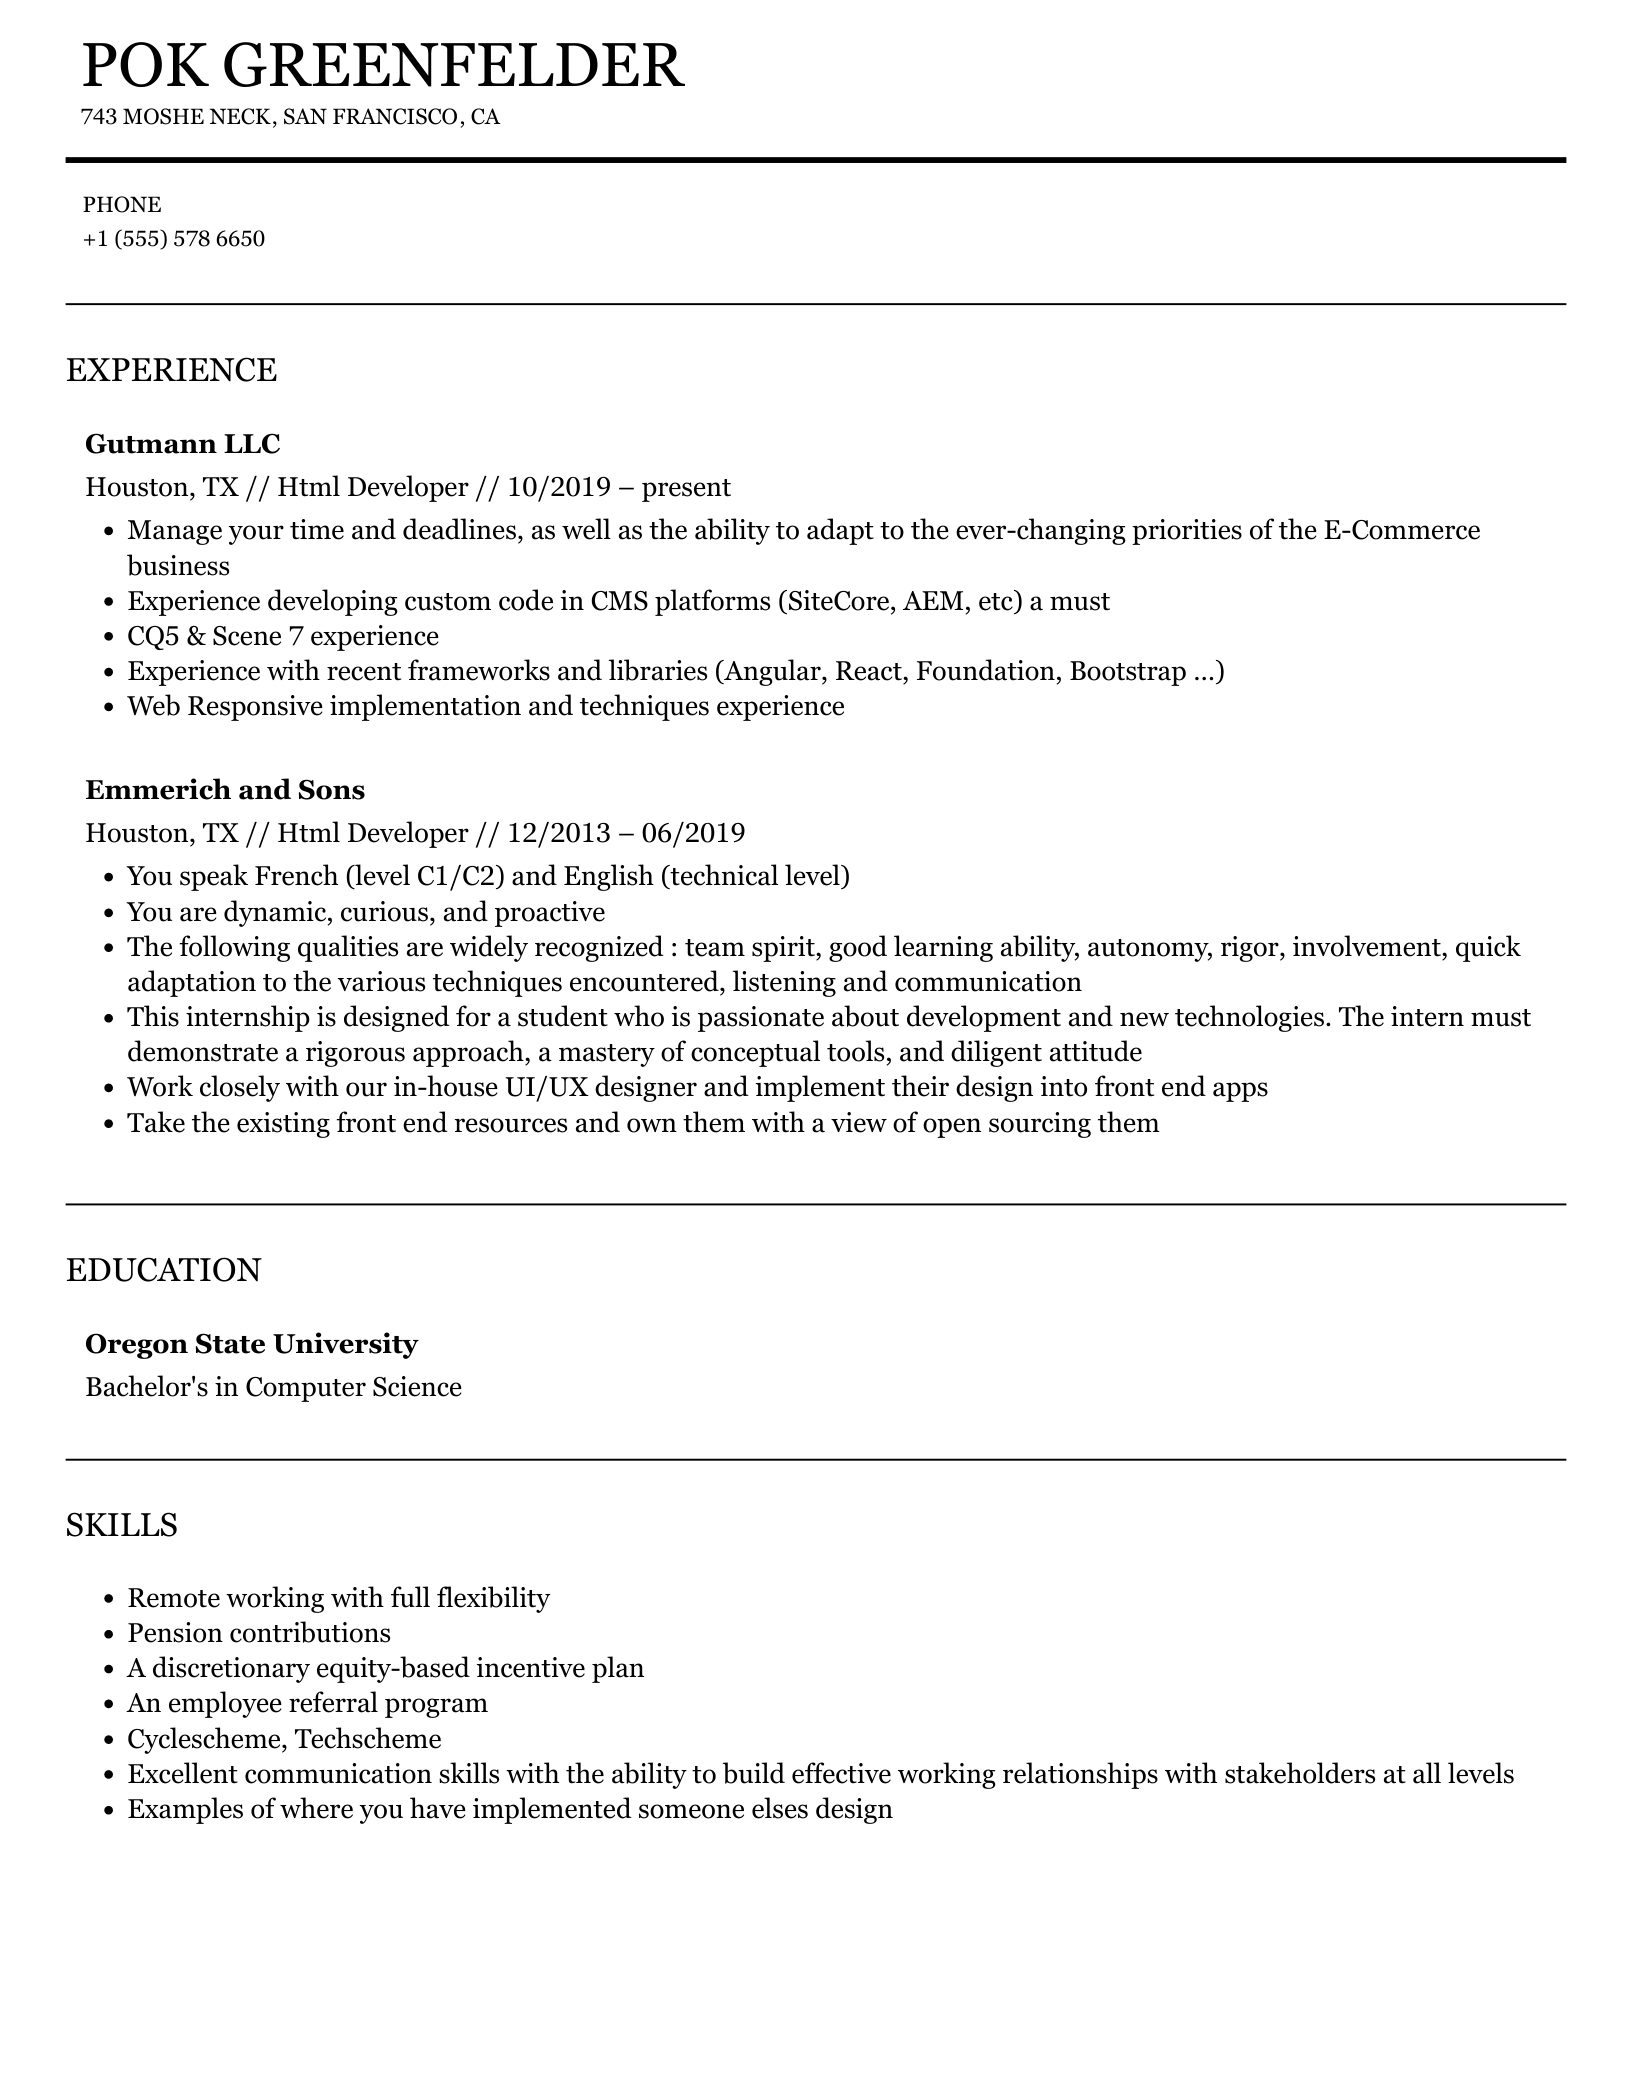 POK GREENFELDER
743 MOSHE NECK, SAN FRANCISCO, CA
PHONE
+1 (555) 578 6650
EXPERIENCE
Gutmann LLC
Houston, TX // Html Developer // 10/2019 – present
• Manage your time and deadlines, as well as the ability to adapt to the ever-changing priorities of the E-Commerce
business
• Experience developing custom code in CMS platforms (SiteCore, AEM, etc) a must
• CQ5 & Scene 7 experience
• Experience with recent frameworks and libraries (Angular, React, Foundation, Bootstrap ...)
• Web Responsive implementation and techniques experience
Emmerich and Sons
Houston, TX // Html Developer // 12/2013 – 06/2019
• You speak French (level C1/C2) and English (technical level)
• You are dynamic, curious, and proactive
• The following qualities are widely recognized : team spirit, good learning ability, autonomy, rigor, involvement, quick
adaptation to the various techniques encountered, listening and communication
• This internship is designed for a student who is passionate about development and new technologies. The intern must
demonstrate a rigorous approach, a mastery of conceptual tools, and diligent attitude
• Work closely with our in-house UI/UX designer and implement their design into front end apps
• Take the existing front end resources and own them with a view of open sourcing them
EDUCATION
Oregon State University
Bachelor's in Computer Science
SKILLS
• Remote working with full flexibility
• Pension contributions
• A discretionary equity-based incentive plan
• An employee referral program
• Cyclescheme, Techscheme
• Excellent communication skills with the ability to build effective working relationships with stakeholders at all levels
• Examples of where you have implemented someone elses design